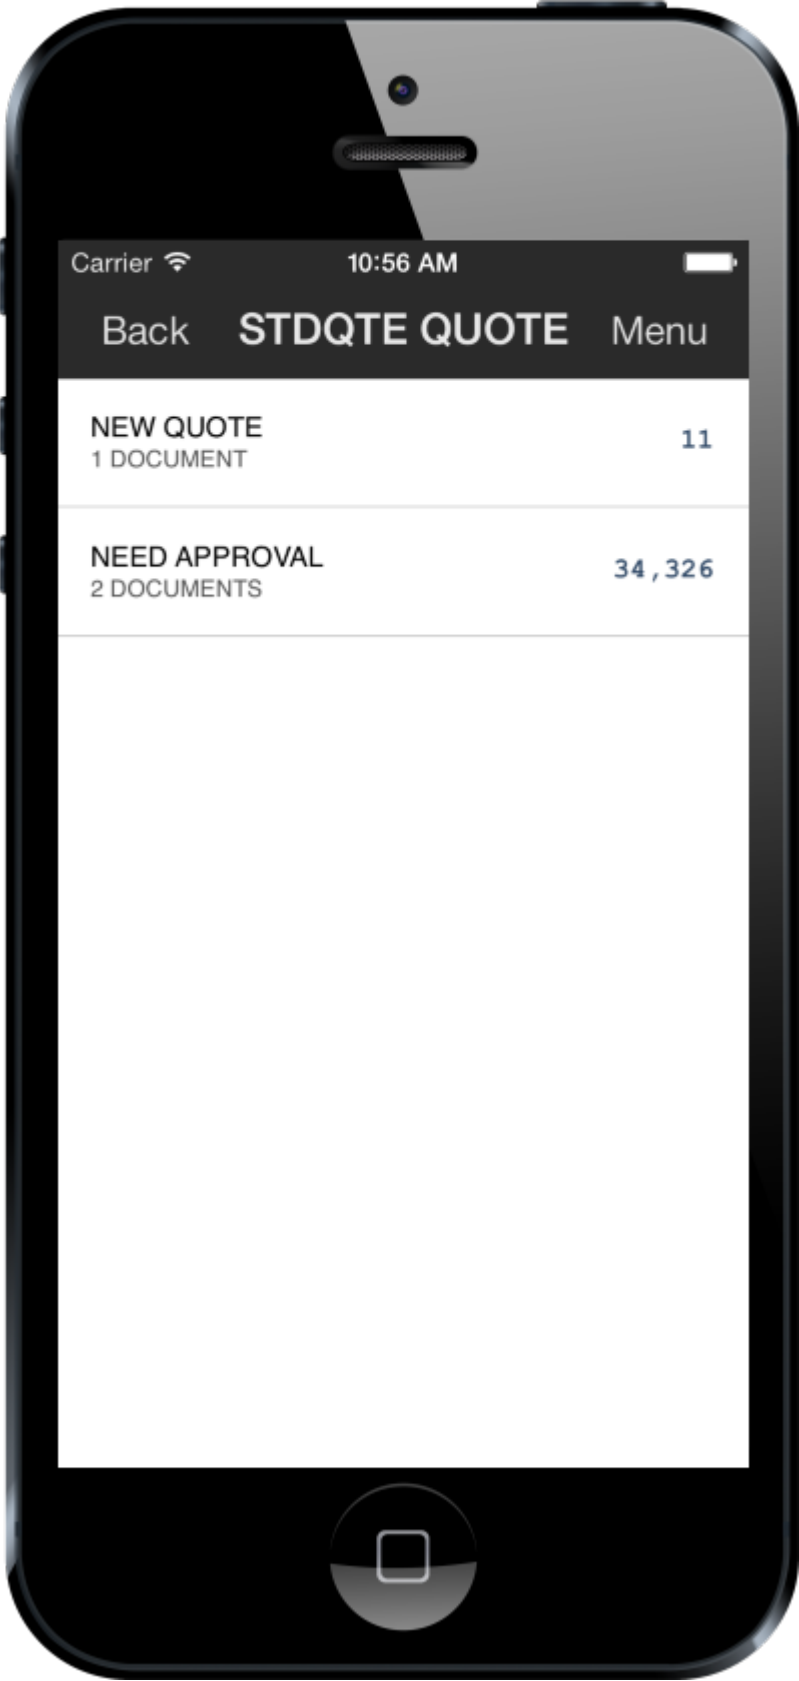 Carrier 10:56 AM
Back STDQTE QUOTE Menu
NEW QUOTE 11
1 DOCUMENT
NEED APPROVAL 34,326
2 DOCUMENTS